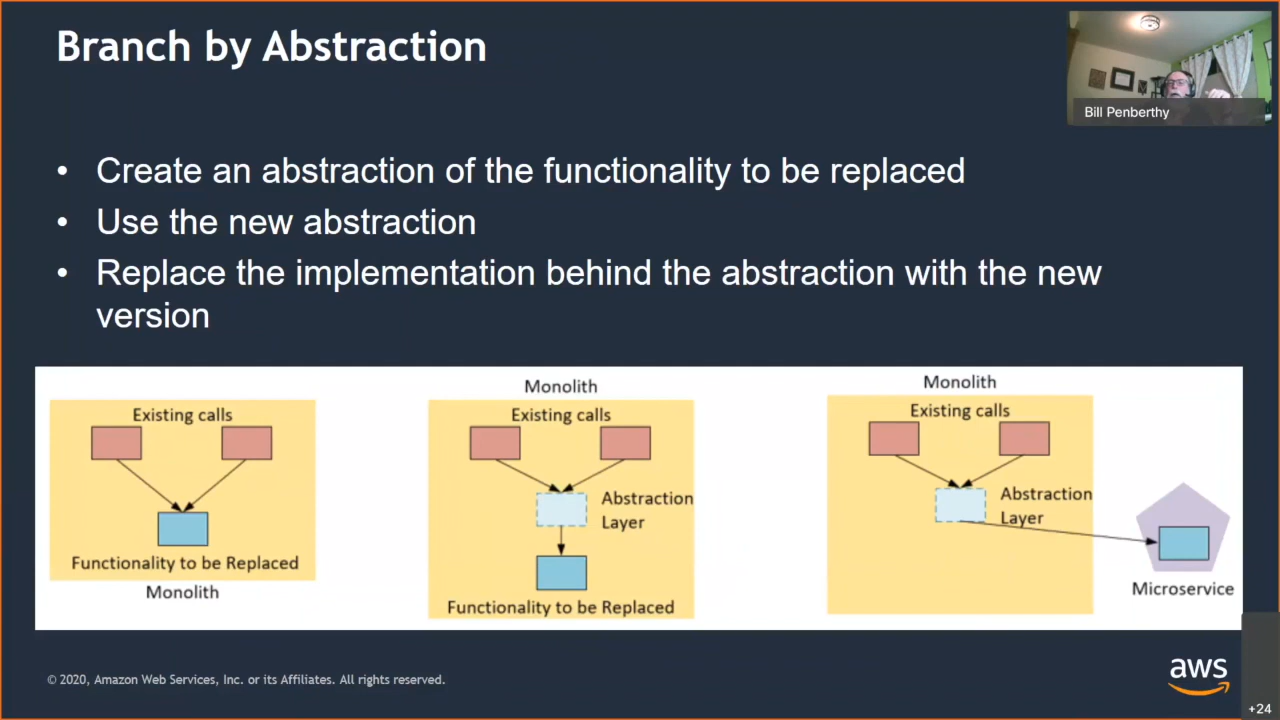 Branch by Abstraction
Bill Penberthy
• Create an abstraction of the functionality to be replaced
• Use the new abstraction
• Replace the implementation behind the abstraction with the new
version
Existing calls
Functionality to be Replaced
Monolith
Monolith
Existing calls
Abstraction
Layer
Functionality to be Replaced
Monolith
Existing calls
Abstraction
Layer
Microservice
© 2020, Amazon Web Services, Inc. or its Affiliates. All rights reserved.
aws
+24